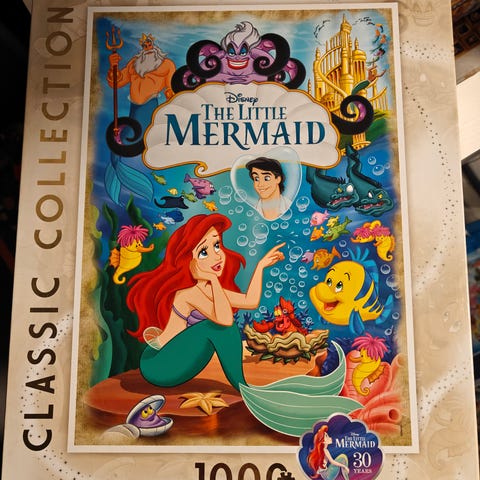 CLASSIC COLLECTION
Disney
THE LITTLE
MERMAID
Disney
THE LITTLE
MERMAID
30
YEARS
1000